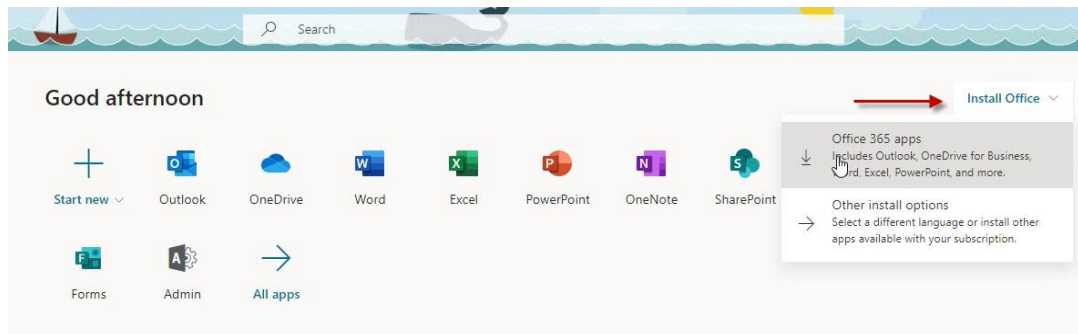 Search
Good afternoon
Install Office
Office 365 apps
Includes Outlook, OneDrive for Business,
Word, Excel, PowerPoint, and more.
Other install options
Select a different language or install other
apps available with your subscription.
Start new
Outlook
OneDrive
Word
Excel
PowerPoint
OneNote
SharePoint
Forms
Admin
All apps